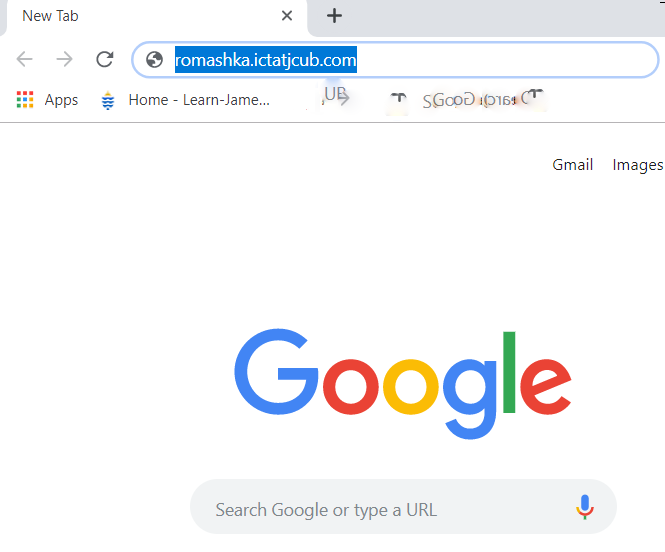 New Tab
romashka.ictatjcub.com
Apps Home - Learn-Jame...
Gmail Images
Google
Search Google or type a URL